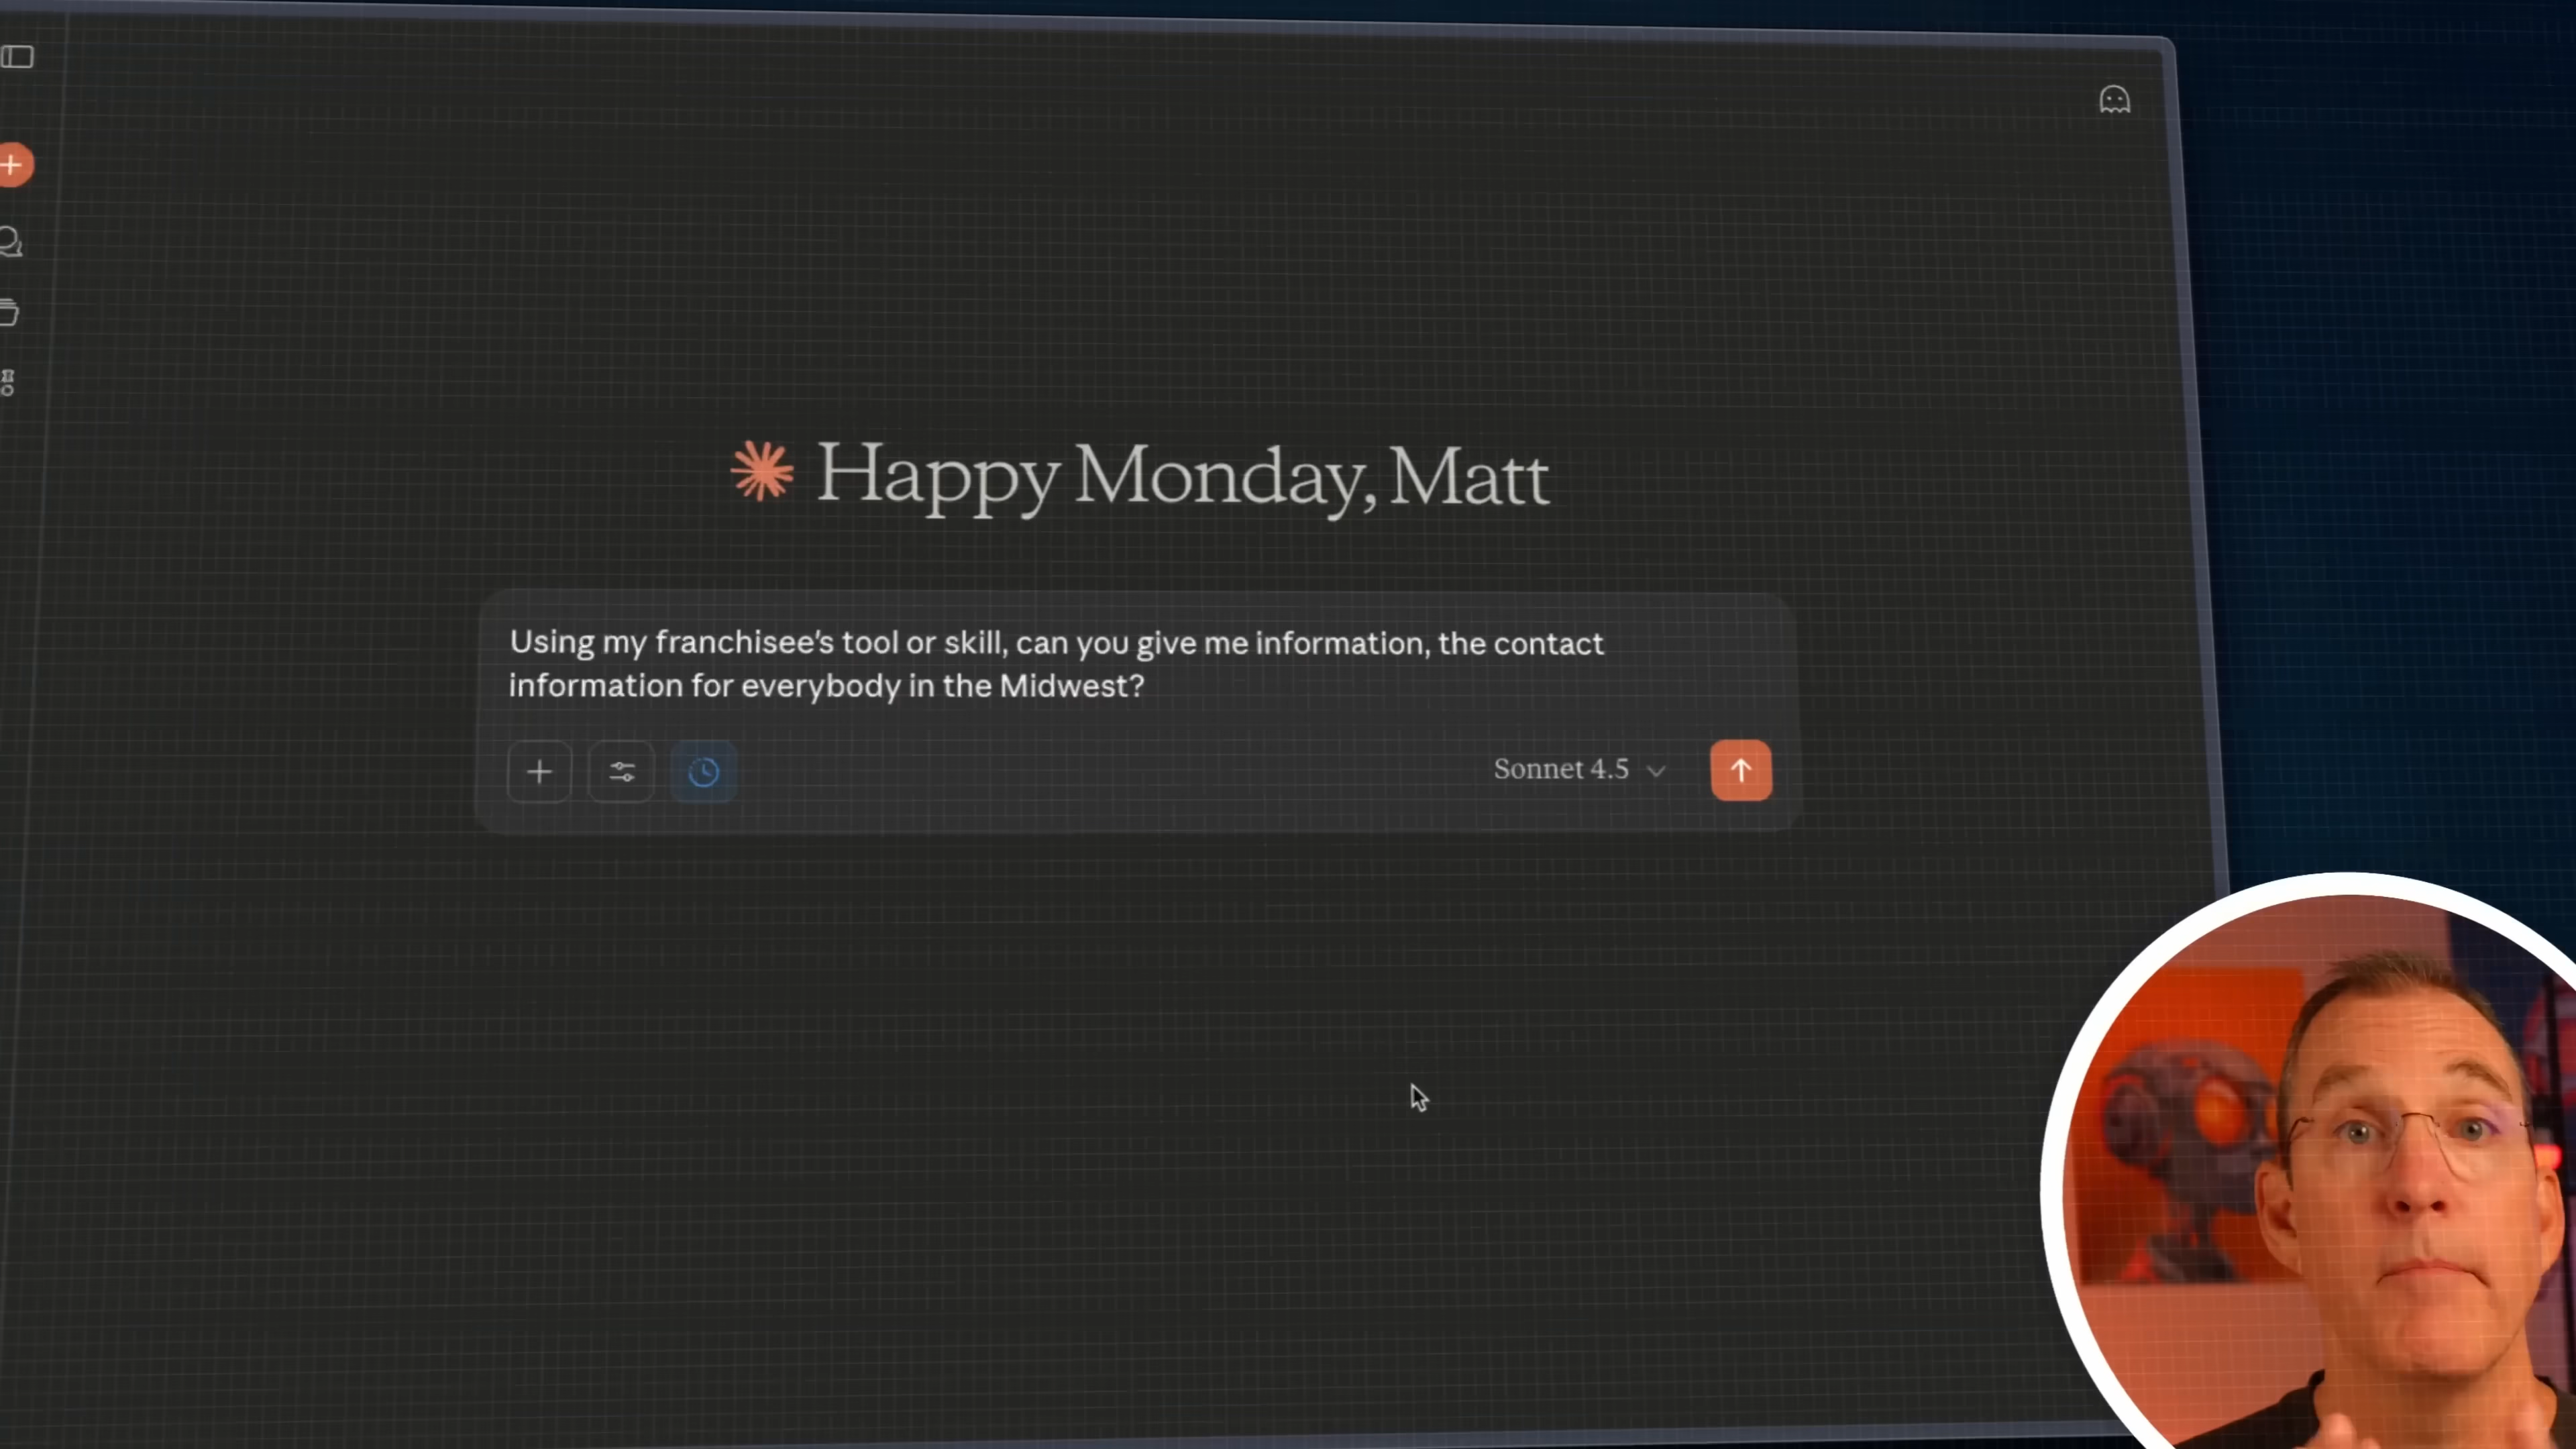 Happy Monday, Matt
Using my franchisee's tool or skill, can you give me information, the contact
information for everybody in the Midwest?
Sonnet 4.5